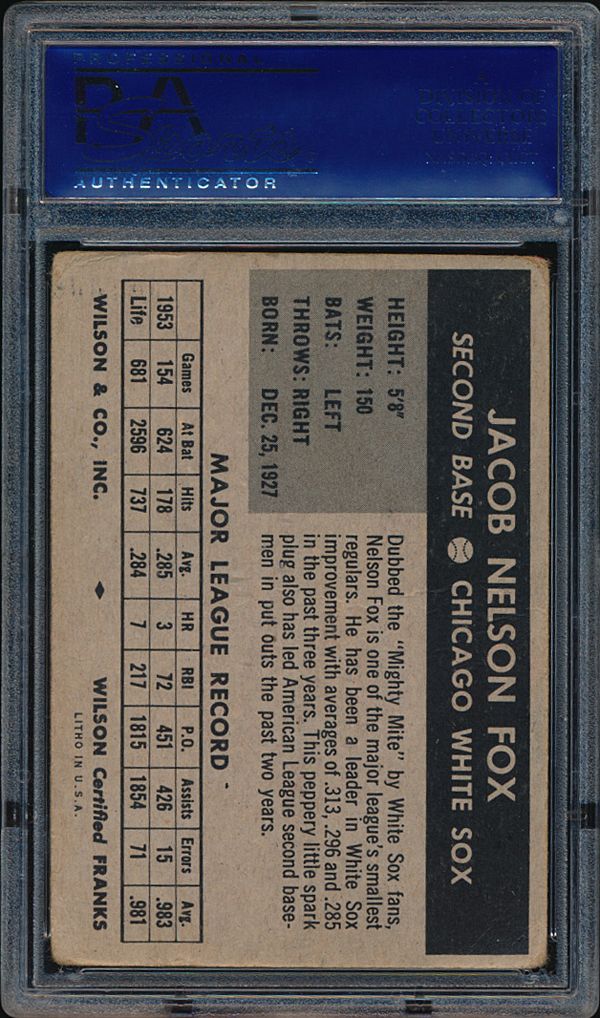 PROFESSIONAL
PSA
AUTHENTICATOR
A
DIVISION OF
COLLECTORS
UNIVERSE
JACOB NELSON FOX
SECOND BASE CHICAGO WHITE SOX
HEIGHT: 5'8"
WEIGHT: 150
BATS: LEFT
THROWS: RIGHT
BORN: DEC. 25, 1927
Dubbed the "Mighty Mite" by White Sox fans,
Nelson Fox is one of the major league's smallest
regulars. He has been a leader in White Sox
improvement with averages of .313, .296 and .285
in the past three years. This peppery little spark
plug also has led American League second base-
men in put outs the past two years.
MAJOR LEAGUE RECORD
Games At Bat Hits Avg. HR RBI P.O. Assists Errors Avg.
1953 154 624 178 .285 3 72 451 426 15 .983
Life 681 2596 737 .284 7 217 1815 1854 71 .981
WILSON & CO., INC. ♦ WILSON Certified FRANKS
LITHO IN U.S.A.